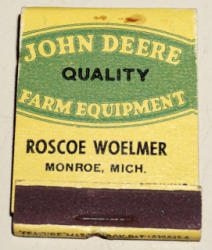 JOHN DEERE
QUALITY
FARM EQUIPMENT
ROSCOE WOELMER
MONROE, MICH.